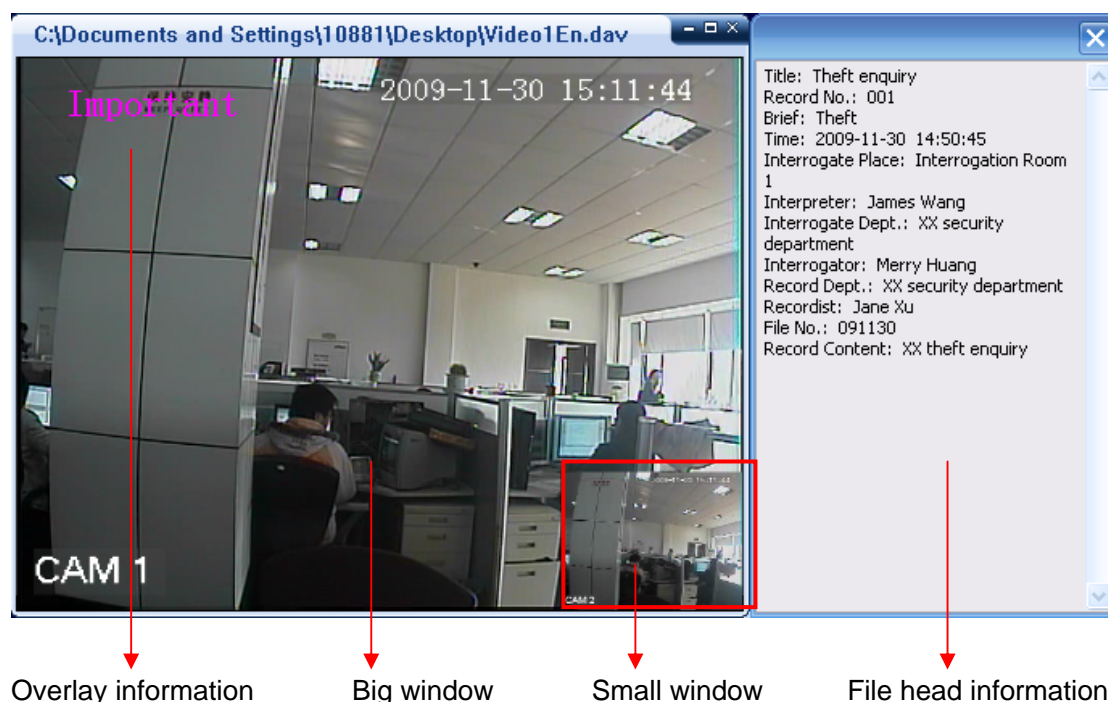 C:\Documents and Settings\10881\Desktop\Video1En.dav
Important
2009-11-30 15:11:44
CAM 1
CAM 2
Title: Theft enquiry
Record No.: 001
Brief: Theft
Time: 2009-11-30 14:50:45
Interrogate Place: Interrogation Room
1
Interpreter: James Wang
Interrogate Dept.: XX security
department
Interrogator: Merry Huang
Record Dept.: XX security department
Recordist: Jane Xu
File No.: 091130
Record Content: XX theft enquiry
Overlay information Big window Small window File head information